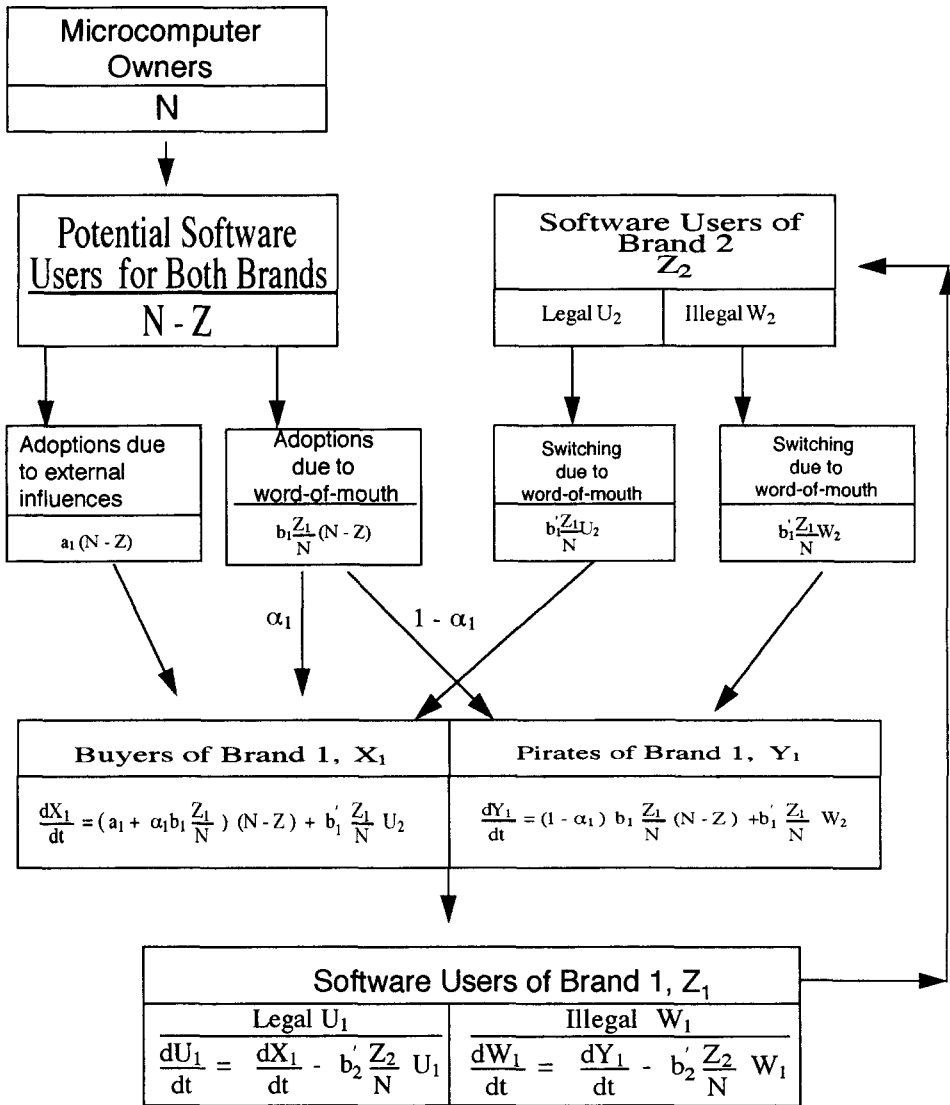 Microcomputer
Owners
N
Potential Software
Users for Both Brands
N - Z
Software Users of
Brand 2
Z₂
Legal U₂
Illegal W₂
Adoptions due
to external
influences
a₁ (N - Z)
Adoptions
due to
word-of-mouth
b₁ Z₁/N (N - Z)
Switching
due to
word-of-mouth
b₁' Z₁/N U₂
Switching
due to
word-of-mouth
b₁' Z₁/N W₂
α₁
1 - α₁
Buyers of Brand 1, X₁
dX₁/dt = (a₁ + α₁b₁ Z₁/N ) (N - Z) + b₁' Z₁/N U₂
Pirates of Brand 1, Y₁
dY₁/dt = (1 - α₁) b₁ Z₁/N (N - Z) + b₁' Z₁/N W₂
Software Users of Brand 1, Z₁
Legal U₁
dU₁/dt = dX₁/dt - b₂' Z₂/N U₁
Illegal W₁
dW₁/dt = dY₁/dt - b₂' Z₂/N W₁